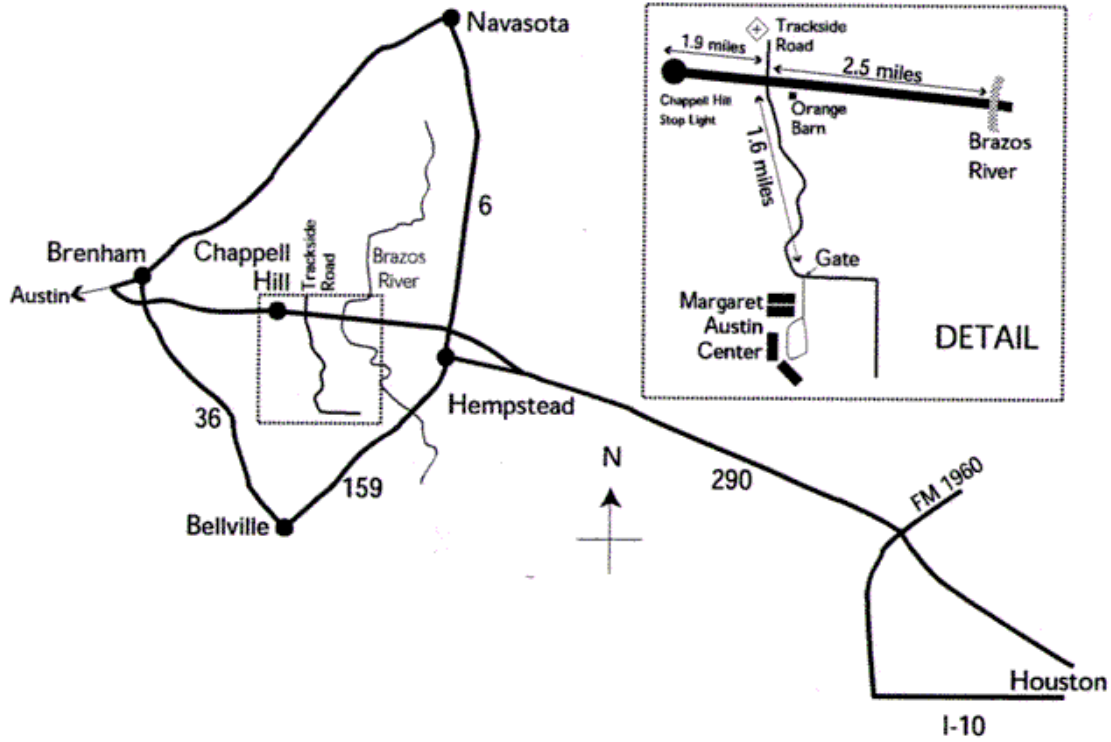 Navasota
6
Brenham
Austin
Chappell
Hill
Trackside
Road
Brazos
River
Hempstead
36
159
Bellville
N
290
FM 1960
Houston
I-10
Trackside
Road
1.9 miles
2.5 miles
Chappell Hill
Stop Light
Orange
Barn
Brazos
River
1.6 miles
Gate
Margaret
Austin
Center
DETAIL